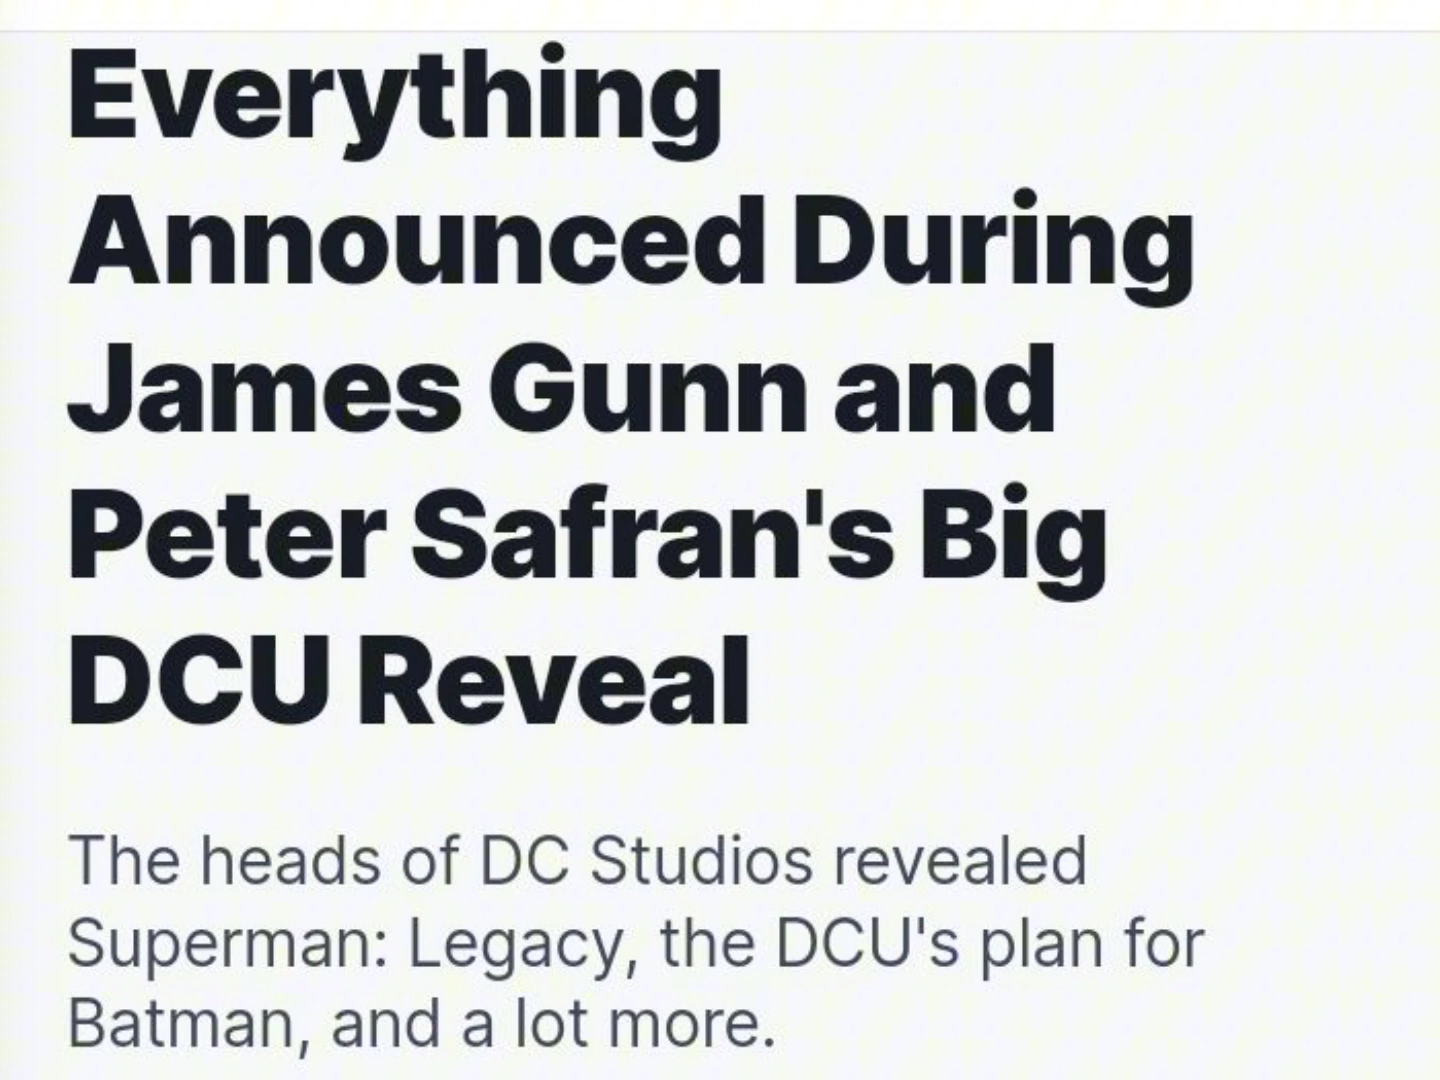 Everything
Announced During
James Gunn and
Peter Safran's Big
DCU Reveal
The heads of DC Studios revealed
Superman: Legacy, the DCU's plan for
Batman, and a lot more.